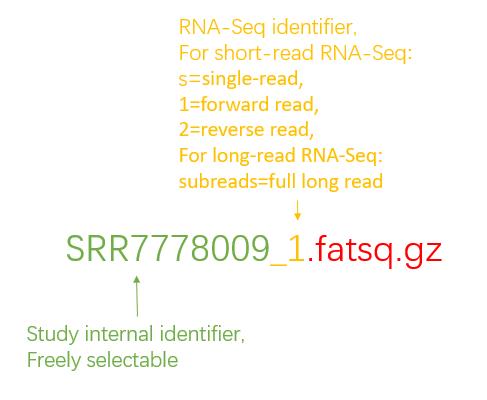 RNA-Seq identifier,
For short-read RNA-Seq:
s=single-read,
1=forward read,
2=reverse read,
For long-read RNA-Seq:
subreads=full long read
SRR7778009_1.fatsq.gz
Study internal identifier,
Freely selectable